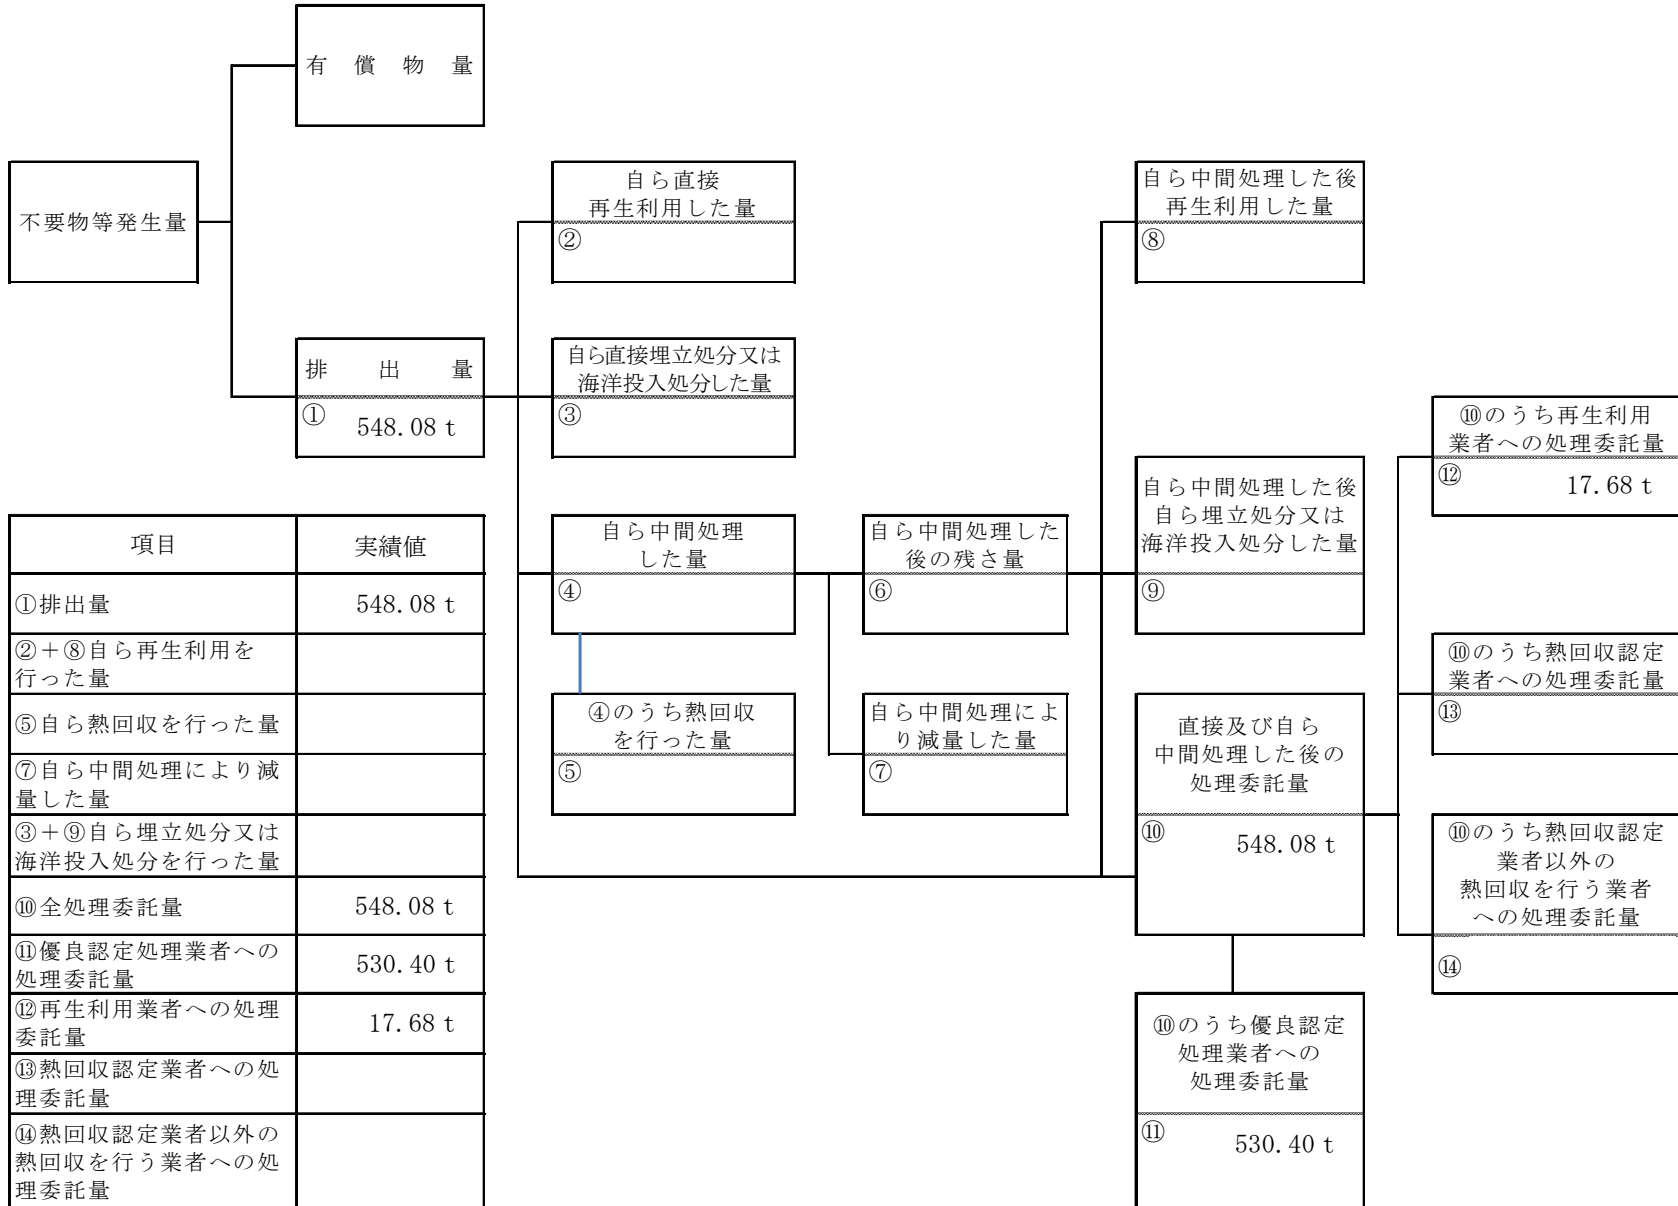 有償物量
不要物等発生量
自ら直接
再生利用した量
②
自ら中間処理した後
再生利用した量
⑧
排出量
① 548.08 t
自ら直接埋立処分又は
海洋投入処分した量
③
⑩のうち再生利用
業者への処理委託量
⑫ 17.68 t
自ら中間処理した後
自ら埋立処分又は
海洋投入処分した量
⑨
自ら中間処理
した量
④
自ら中間処理した
後の残さ量
⑥
⑩のうち熱回収認定
業者への処理委託量
⑬
④のうち熱回収
を行った量
⑤
自ら中間処理によ
り減量した量
⑦
直接及び自ら
中間処理した後の
処理委託量
⑩ 548.08 t
⑩のうち熱回収認定
業者以外の
熱回収を行う業者
への処理委託量
⑭
⑩のうち優良認定
処理業者への
処理委託量
⑪ 530.40 t
項目 実績値
①排出量 548.08 t
②＋⑧自ら再生利用を
行った量
⑤自ら熱回収を行った量
⑦自ら中間処理により減
量した量
③＋⑨自ら埋立処分又は
海洋投入処分を行った量
⑩全処理委託量 548.08 t
⑪優良認定処理業者への
処理委託量 530.40 t
⑫再生利用業者への処理
委託量 17.68 t
⑬熱回収認定業者への処
理委託量
⑭熱回収認定業者以外の
熱回収を行う業者への処
理委託量